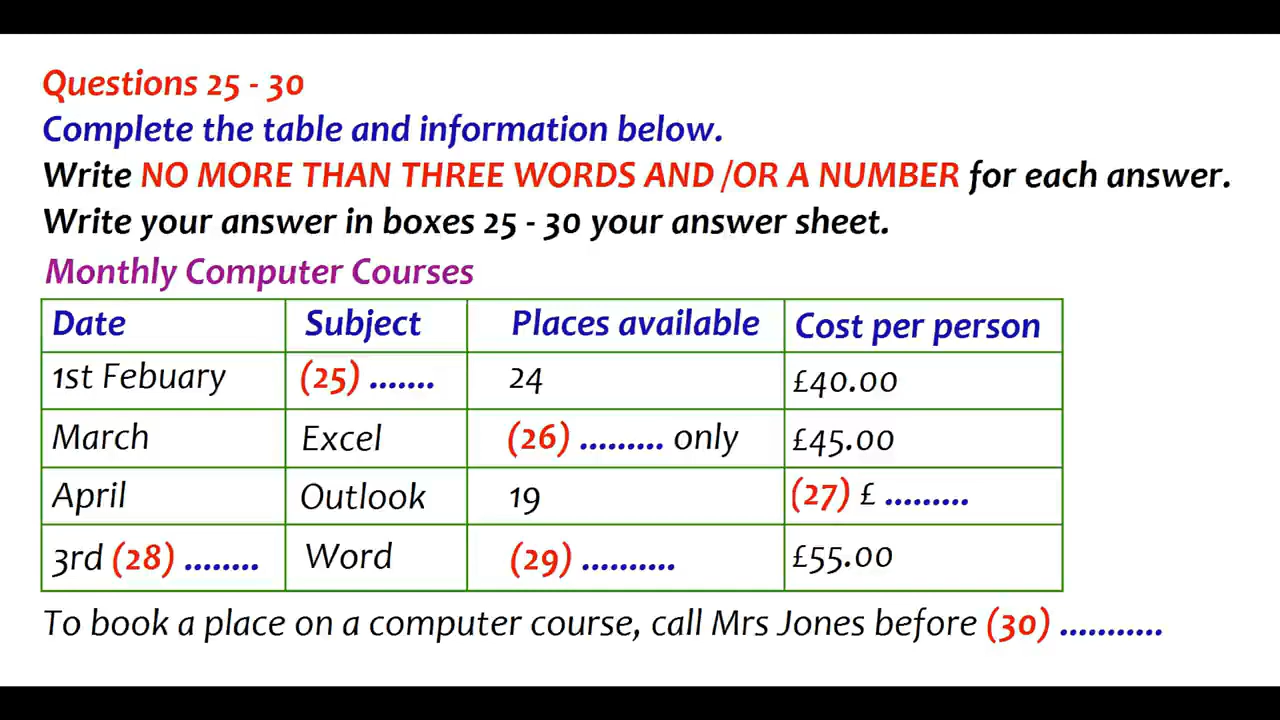 Questions 25 - 30
Complete the table and information below.
Write NO MORE THAN THREE WORDS AND /OR A NUMBER for each answer.
Write your answer in boxes 25 - 30 your answer sheet.
Monthly Computer Courses
Date Subject Places available Cost per person
1st Febuary (25) ....... 24 £40.00
March Excel (26) ......... only £45.00
April Outlook 19 (27) £ .........
3rd (28) ........ Word (29) .......... £55.00
To book a place on a computer course, call Mrs Jones before (30) ...........